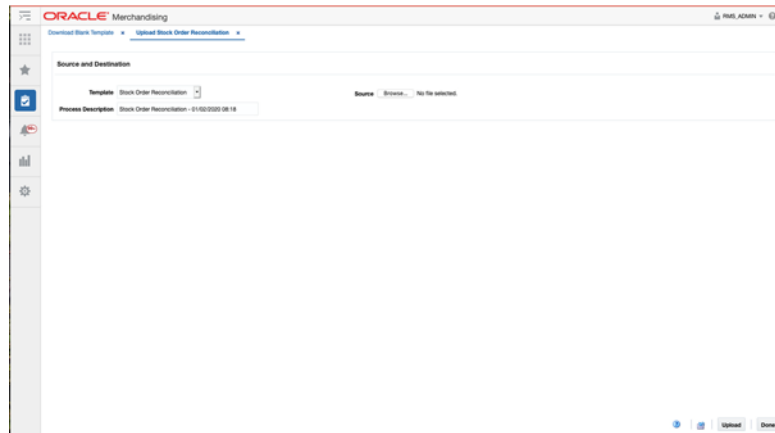 ORACLE® Merchandising
RMS_ADMIN
Download Blank Template × Upload Stock Order Reconciliation ×
Source and Destination
Template Stock Order Reconciliation
Source Browse... No file selected.
Process Description Stock Order Reconciliation - 01/02/2020 08:18
Upload Done